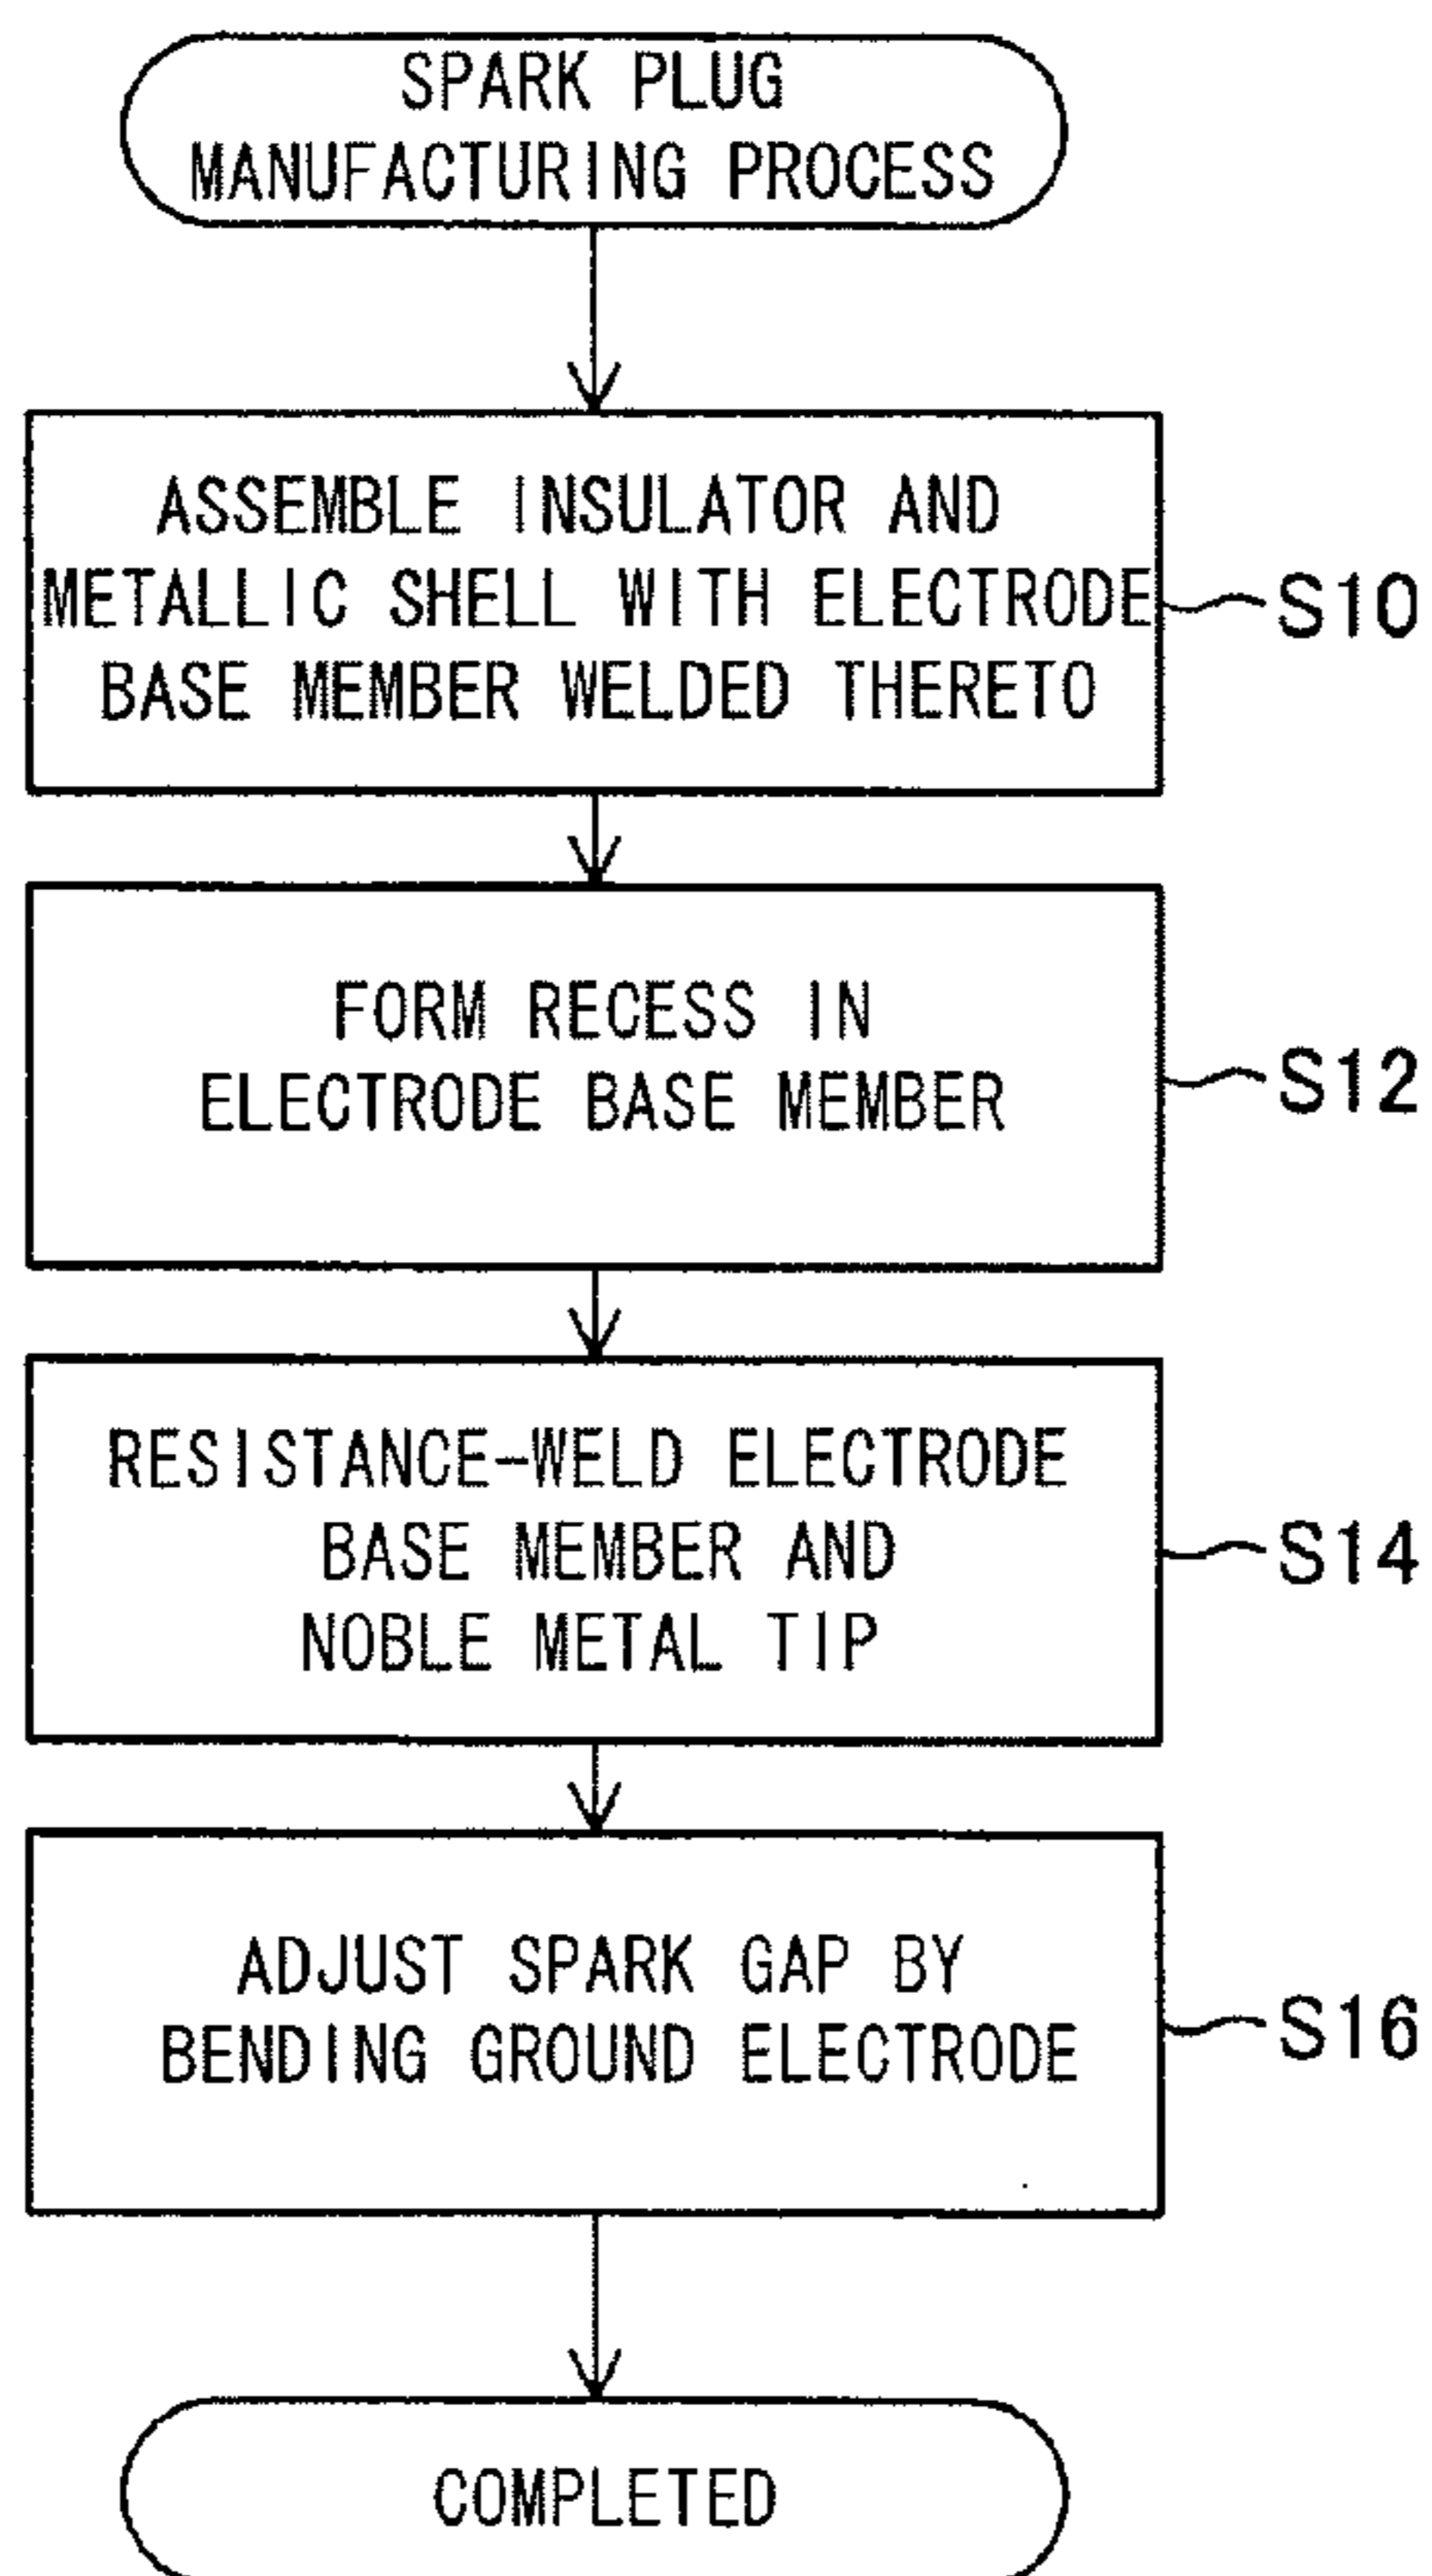 SPARK PLUG
MANUFACTURING PROCESS
ASSEMBLE INSULATOR AND
METALLIC SHELL WITH ELECTRODE
BASE MEMBER WELDED THERETO
S10
FORM RECESS IN
ELECTRODE BASE MEMBER
S12
RESISTANCE-WELD ELECTRODE
BASE MEMBER AND
NOBLE METAL TIP
S14
ADJUST SPARK GAP BY
BENDING GROUND ELECTRODE
S16
COMPLETED